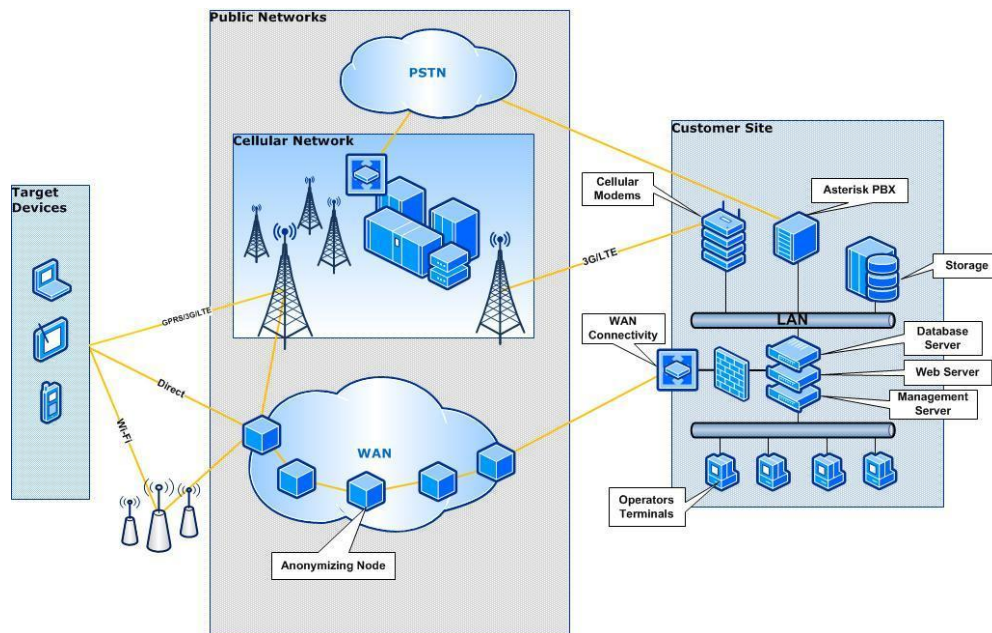 Public Networks
PSTN
Cellular Network
Customer Site
Cellular
Modems
Asterisk PBX
Target
Devices
Storage
3G/LTE
GPRS/3G/LTE
LAN
WAN
Connectivity
Database
Server
Web Server
Management
Server
Direct
Wi-Fi
WAN
Operators
Terminals
Anonymizing Node